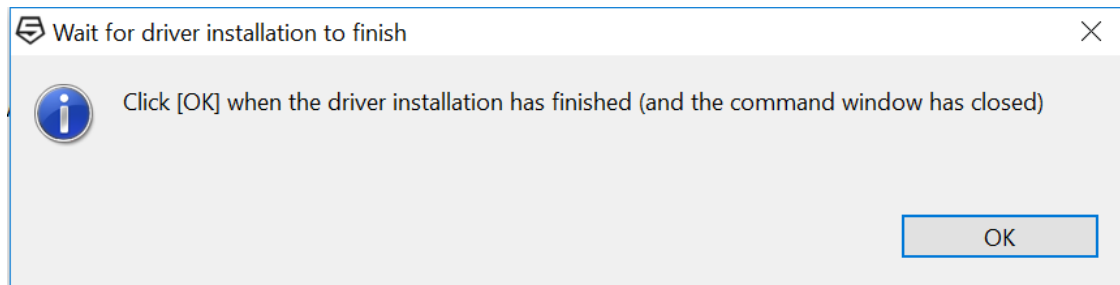 Wait for driver installation to finish
Click [OK] when the driver installation has finished (and the command window has closed)
OK